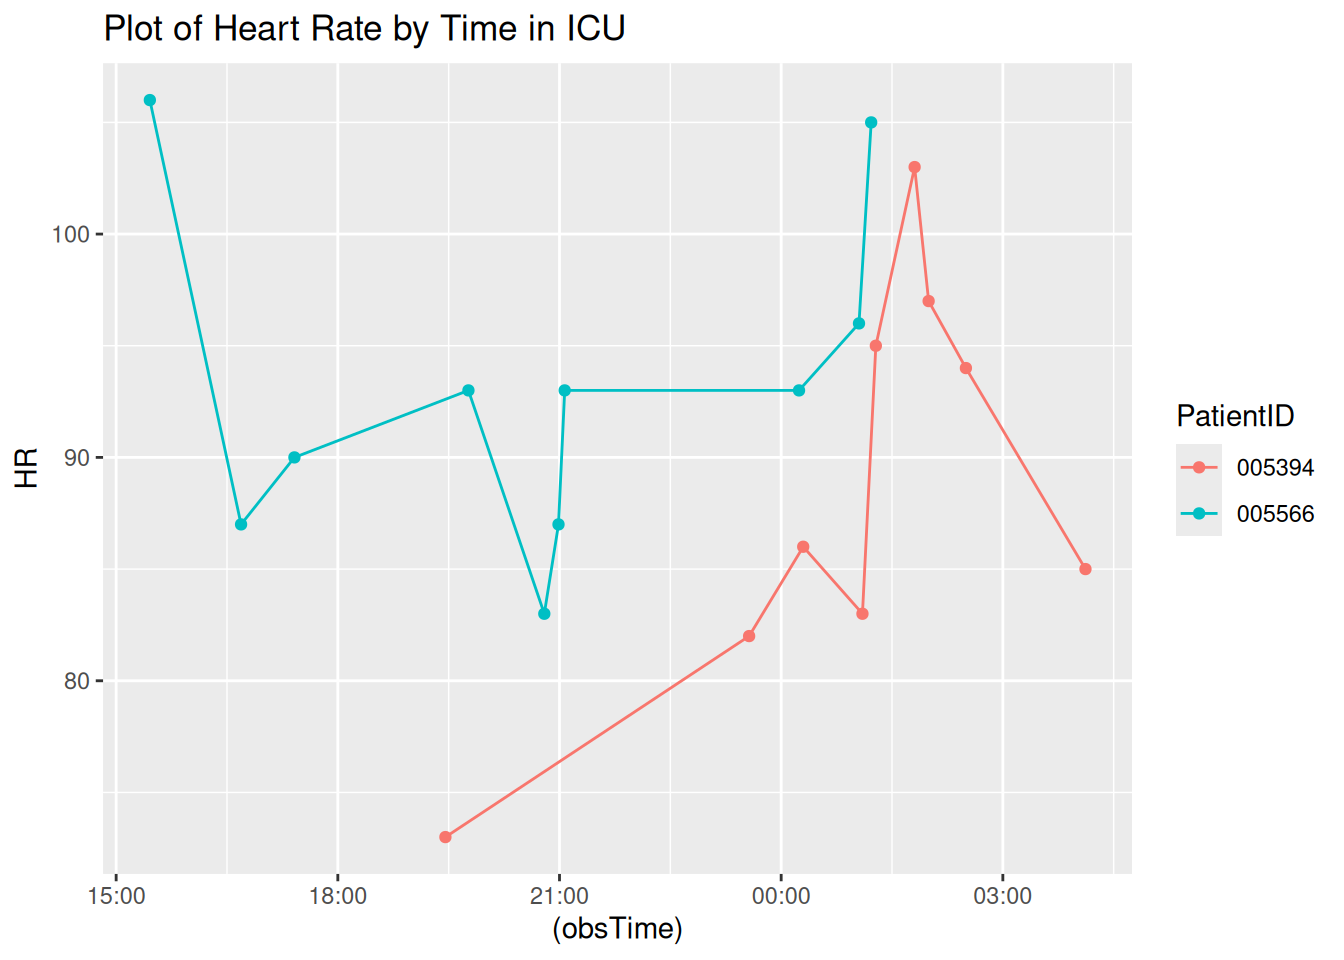 Plot of Heart Rate by Time in ICU
100
90
80
HR
15:00 18:00 21:00 00:00 03:00
(obsTime)
PatientID
005394
005566